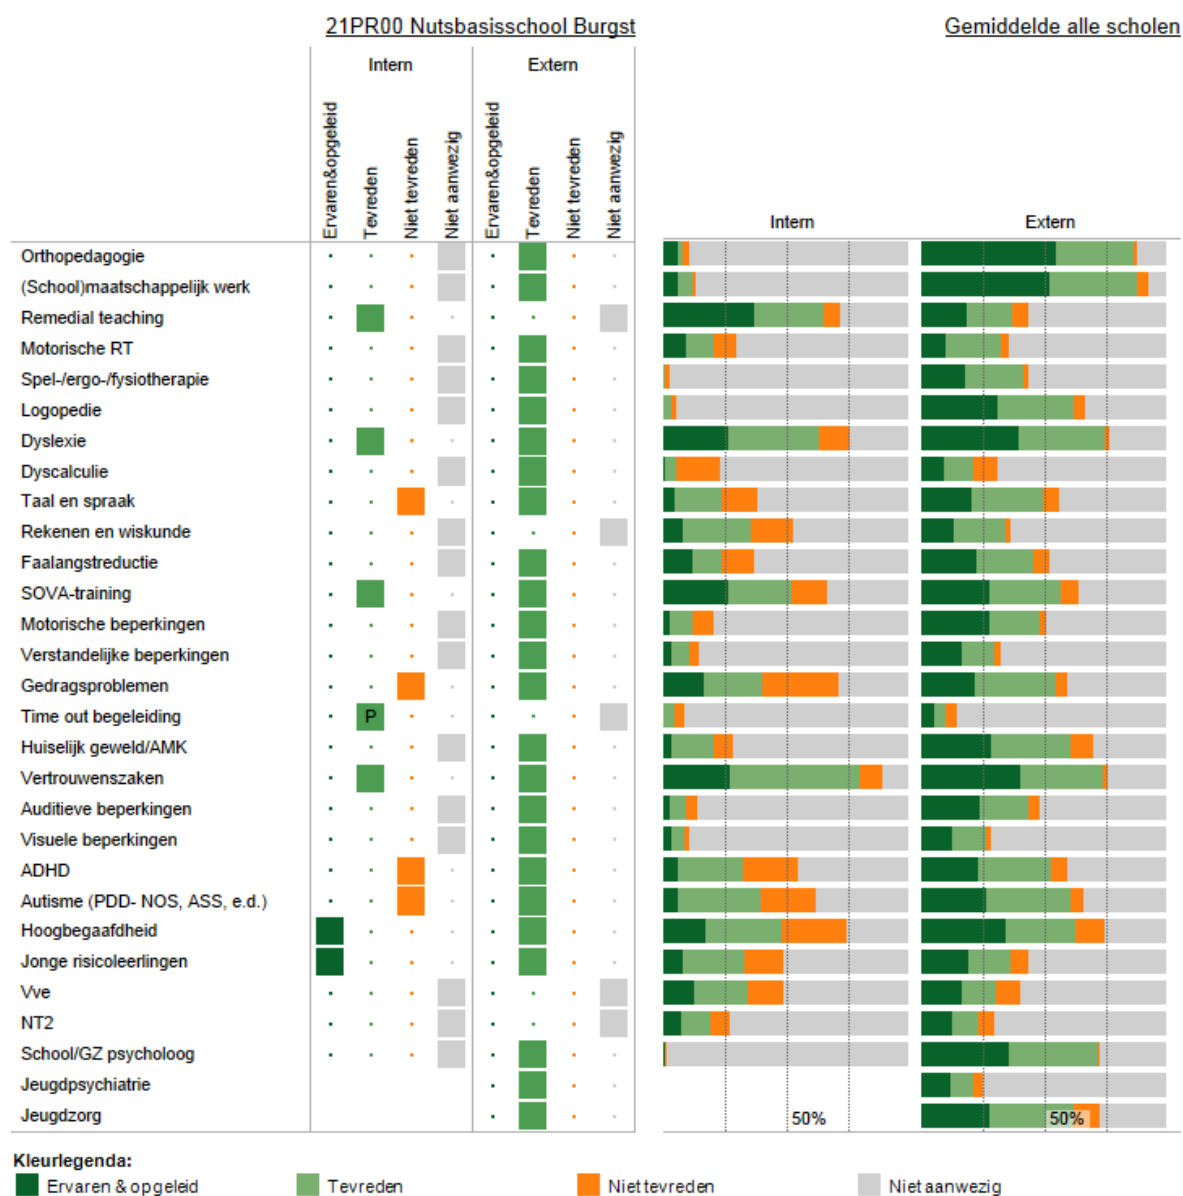 21PR00 Nutsbasisschool Burgst
Gemiddelde alle scholen
Intern
Extern
Ervaren&opgeleid
Tevreden
Niet tevreden
Niet aanwezig
Ervaren&opgeleid
Tevreden
Niet tevreden
Niet aanwezig
Intern
Extern
Orthopedagogie
(School)maatschappelijk werk
Remedial teaching
Motorische RT
Spel-/ergo-/fysiotherapie
Logopedie
Dyslexie
Dyscalculie
Taal en spraak
Rekenen en wiskunde
Faalangstreductie
SOVA-training
Motorische beperkingen
Verstandelijke beperkingen
Gedragsproblemen
Time out begeleiding
P
Huiselijk geweld/AMK
Vertrouwenszaken
Auditieve beperkingen
Visuele beperkingen
ADHD
Autisme (PDD- NOS, ASS, e.d.)
Hoogbegaafdheid
Jonge risicoleerlingen
Vve
NT2
School/GZ psycholoog
Jeugdpsychiatrie
Jeugdzorg
50%
50%
Kleurlegenda:
Ervaren & opgeleid
Tevreden
Niet tevreden
Niet aanwezig